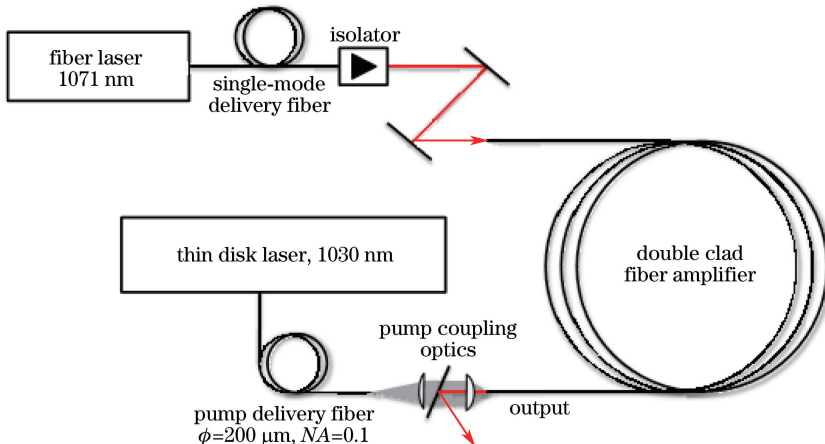 fiber laser
1071 nm
isolator
single-mode
delivery fiber
thin disk laser, 1030 nm
double clad
fiber amplifier
pump coupling
optics
output
pump delivery fiber
ϕ=200 μm, NA=0.1